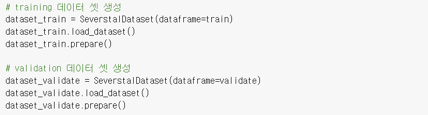 # training 데이터 셋 생성
dataset_train = SeverstalDataset(dataframe=train)
dataset_train.load_dataset()
dataset_train.prepare()
# validation 데이터 셋 생성
dataset_validate = SeverstalDataset(dataframe=validate)
dataset_validate.load_dataset()
dataset_validate.prepare()